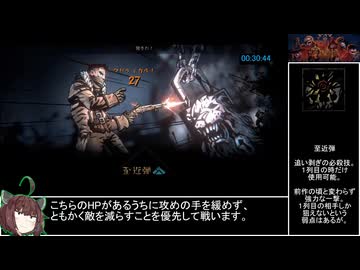 00:30:44
クリティカル!
27
至近弾
至近弾
追い剥ぎの必殺技。
1列目の時だけ
使用可能。
前作の頃と変わらず
強力な一撃。
1列目の相手しか
狙えないという
弱点はあるが。
こちらのHPがあるうちに攻めの手を緩めず、
ともかく敵を減らすことを優先して戦います。